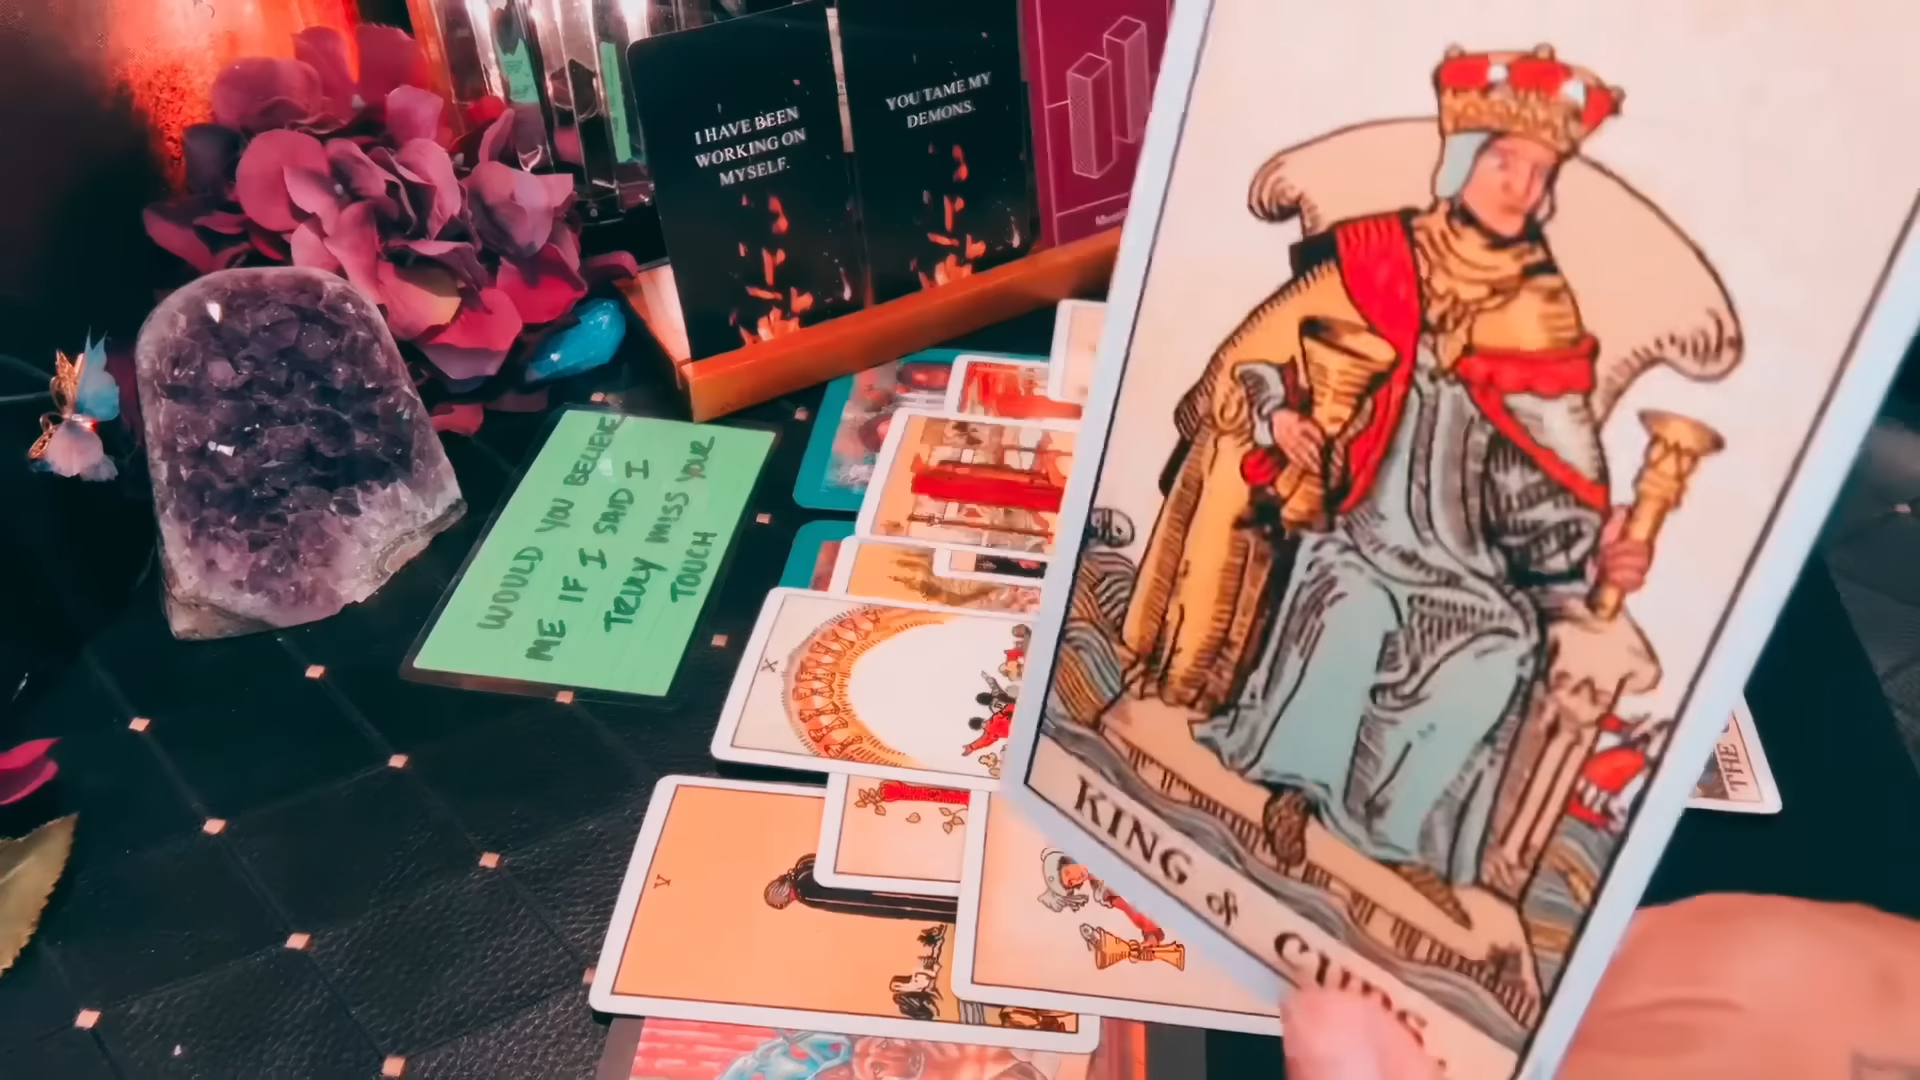 I HAVE BEEN
WORKING ON
MYSELF.
YOU TAME MY
DEMONS.
WOULD YOU BELIEVE
ME IF I SAID I
TRULY MISS YOUR
TOUCH
X
V
KING of CUPS.
THE